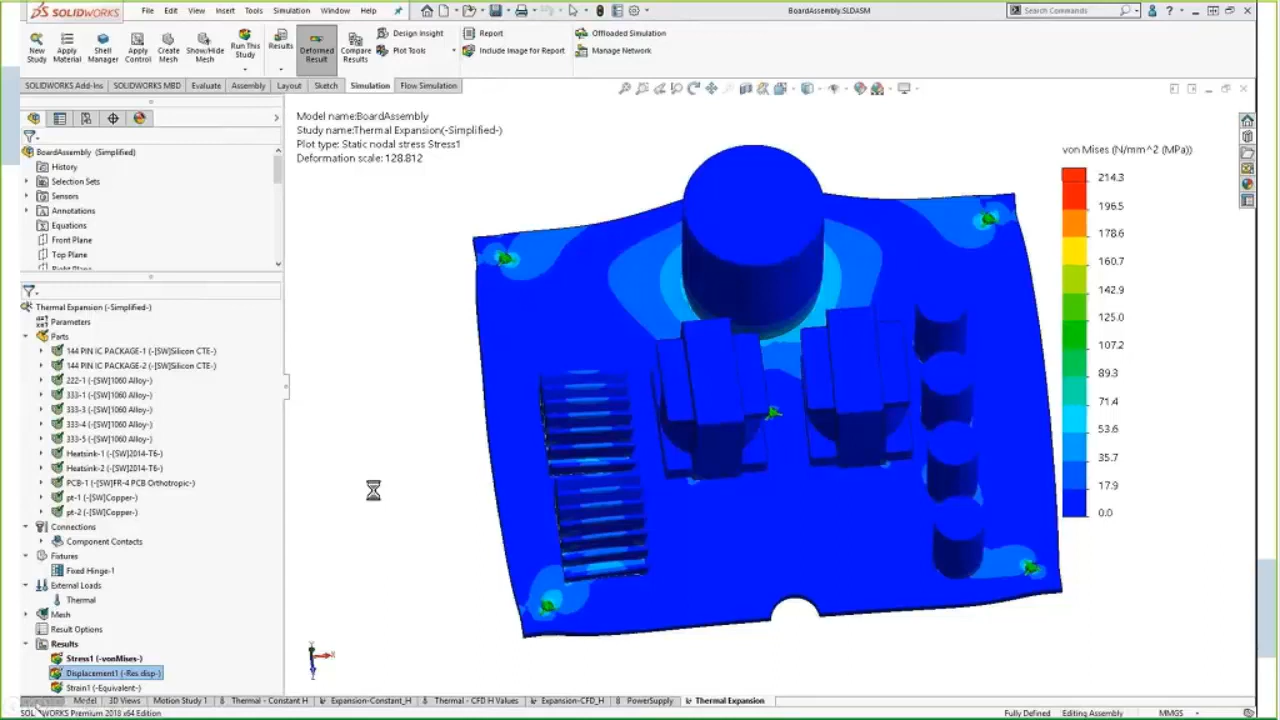 SOLIDWORKS File Edit View Insert Tools Simulation Window Help BoardAssembly.SLDASM Search Commands
New Study
Apply Material
Shell Manager
Apply Control
Create Mesh
Show/Hide Mesh
Run This Study
Results
Deformed Result
Compare Results
Design Insight
Plot Tools
Report
Include Image for Report
Offloaded Simulation
Manage Network
SOLIDWORKS Add-Ins SOLIDWORKS MBD Evaluate Assembly Layout Sketch Simulation Flow Simulation
BoardAssembly (Simplified)
History
Selection Sets
Sensors
Annotations
Equations
Front Plane
Top Plane
Right Plane
Thermal Expansion (-Simplified-)
Parameters
Parts
144 PIN IC PACKAGE-1 (-[SW]Silicon CTE-)
144 PIN IC PACKAGE-2 (-[SW]Silicon CTE-)
222-1 (-[SW]1060 Alloy-)
333-1 (-[SW]1060 Alloy-)
333-3 (-[SW]1060 Alloy-)
333-4 (-[SW]1060 Alloy-)
333-5 (-[SW]1060 Alloy-)
Heatsink-1 (-[SW]2014-T6-)
Heatsink-2 (-[SW]2014-T6-)
PCB-1 (-[SW]FR-4 PCB Orthotropic-)
pt-1 (-[SW]Copper-)
pt-2 (-[SW]Copper-)
Connections
Component Contacts
Fixtures
Fixed Hinge-1
External Loads
Thermal
Mesh
Result Options
Results
Stress1 (-vonMises-)
Displacement1 (-Res disp-)
Strain1 (-Equivalent-)
Model name:BoardAssembly
Study name:Thermal Expansion(-Simplified-)
Plot type: Static nodal stress Stress1
Deformation scale: 128.812
von Mises (N/mm^2 (MPa))
214.3
196.5
178.6
160.7
142.9
125.0
107.2
89.3
71.4
53.6
35.7
17.9
0.0
Model 3D Views Motion Study 1 Thermal - Constant H Expansion-Constant_H Thermal - CFD H Values Expansion-CFD_H PowerSupply Thermal Expansion
SOLIDWORKS Premium 2018 x64 Edition Fully Defined Editing Assembly MMGS